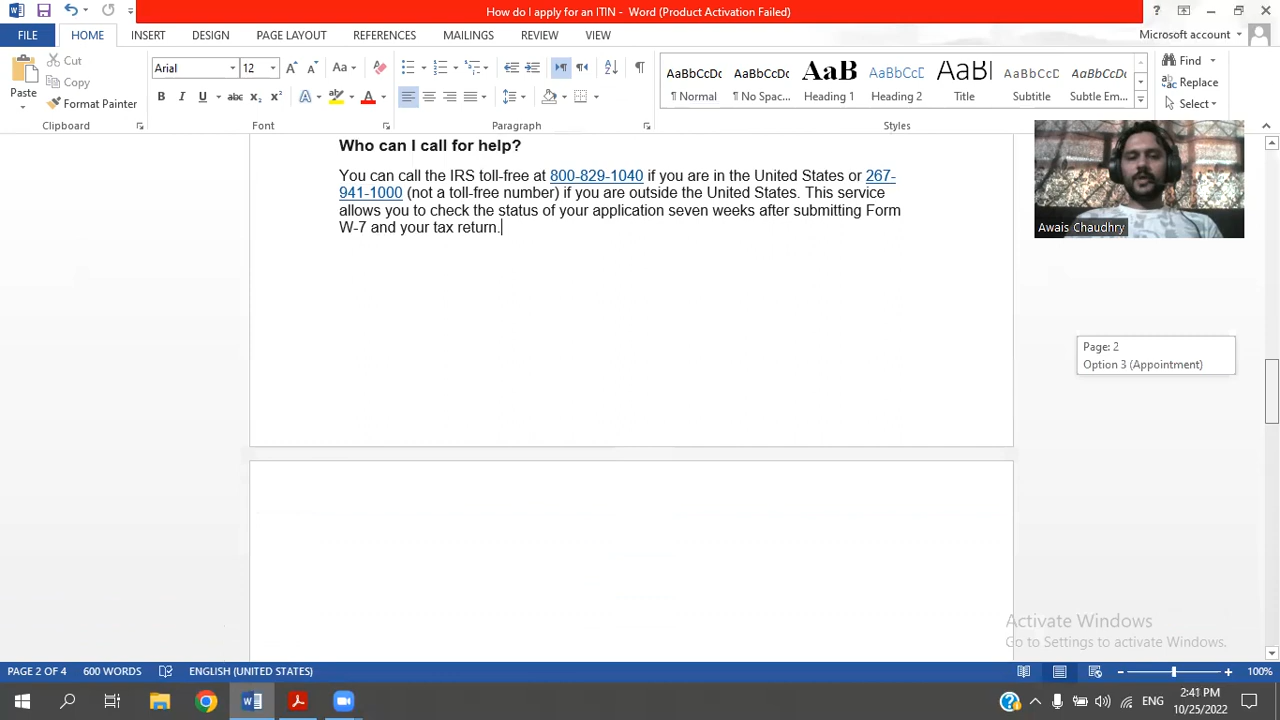 How do I apply for an ITIN - Word (Product Activation Failed)
FILE HOME INSERT DESIGN PAGE LAYOUT REFERENCES MAILINGS REVIEW VIEW Microsoft account
Paste
Cut
Copy
Format Painter
Clipboard
Arial 12
Font
Paragraph
AaBbCcDc AaBbCcDc AaB AaBbCcD AaBl AaBbCcD AaBbCcD
¶ Normal ¶ No Spac... Heading 1 Heading 2 Title Subtitle Subtle Em...
Styles
Find
Replace
Select
Who can I call for help?
You can call the IRS toll-free at 800-829-1040 if you are in the United States or 267-
941-1000 (not a toll-free number) if you are outside the United States. This service
allows you to check the status of your application seven weeks after submitting Form
W-7 and your tax return.
Awais Chaudhry
Page: 2
Option 3 (Appointment)
Activate Windows
Go to Settings to activate Windows.
PAGE 2 OF 4 600 WORDS ENGLISH (UNITED STATES) 100%
ENG
2:41 PM
10/25/2022